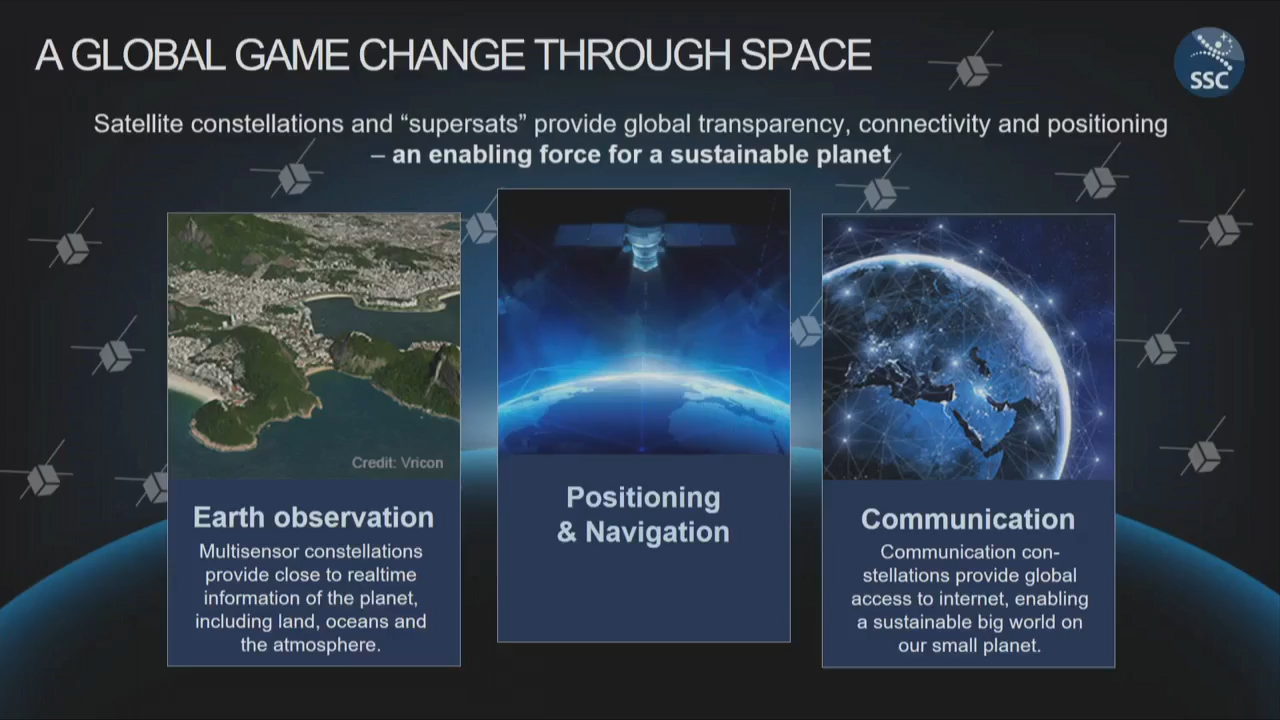 A GLOBAL GAME CHANGE THROUGH SPACE
SSC
Satellite constellations and “supersats” provide global transparency, connectivity and positioning
– an enabling force for a sustainable planet
Credit: Vricon
Earth observation
Multisensor constellations
provide close to realtime
information of the planet,
including land, oceans and
the atmosphere.
Positioning
& Navigation
Communication
Communication con-
stellations provide global
access to internet, enabling
a sustainable big world on
our small planet.